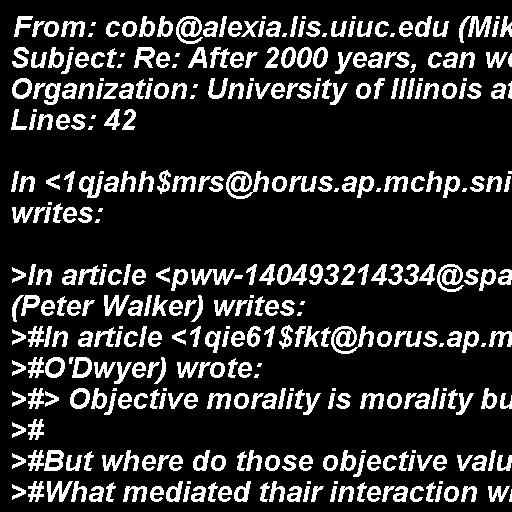 From: cobb@alexia.lis.uiuc.edu (Mik
Subject: Re: After 2000 years, can we
Organization: University of Illinois at
Lines: 42

In <1qjahh$mrs@horus.ap.mchp.sni
writes:

>In article <pww-140493214334@spa
(Peter Walker) writes:
>#In article <1qie61$fkt@horus.ap.m
>#O'Dwyer) wrote:
>#> Objective morality is morality bu
>#
>#But where do those objective valu
>#What mediated thair interaction wi